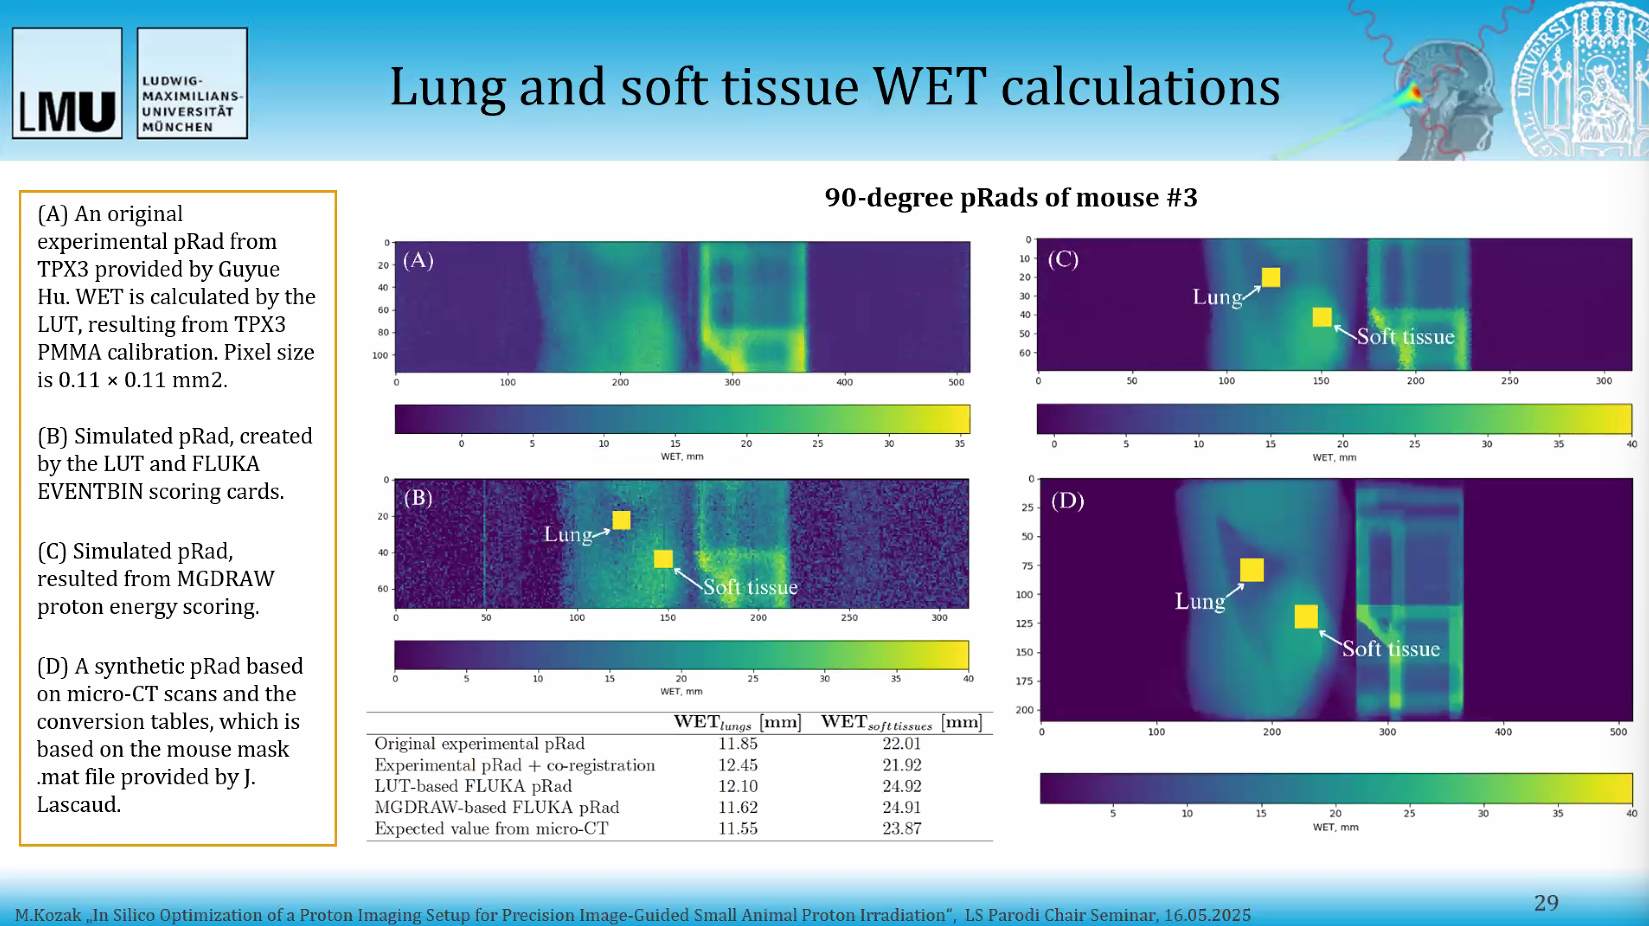 LMU
LUDWIG-
MAXIMILIANS-
UNIVERSITÄT
MÜNCHEN
Lung and soft tissue WET calculations
(A) An original
experimental pRad from
TPX3 provided by Guyue
Hu. WET is calculated by the
LUT, resulting from TPX3
PMMA calibration. Pixel size
is 0.11 × 0.11 mm2.
(B) Simulated pRad, created
by the LUT and FLUKA
EVENTBIN scoring cards.
(C) Simulated pRad,
resulted from MGDRAW
proton energy scoring.
(D) A synthetic pRad based
on micro-CT scans and the
conversion tables, which is
based on the mouse mask
.mat file provided by J.
Lascaud.
90-degree pRads of mouse #3
(A)
0
20
40
60
80
100
0 100 200 300 400 500
0 5 10 15 20 25 30 35
WET, mm
(B)
Lung
Soft tissue
0
20
40
60
0 50 100 150 200 250 300
0 5 10 15 20 25 30 35 40
WET, mm
(C)
Lung
Soft tissue
0
10
20
30
40
50
60
0 50 100 150 200 250 300
0 5 10 15 20 25 30 35 40
WET, mm
(D)
Lung
Soft tissue
0
25
50
75
100
125
150
175
200
0 100 200 300 400 500
5 10 15 20 25 30 35 40
WET, mm
WETlungs [mm] WETsoft tissues [mm]
Original experimental pRad 11.85 22.01
Experimental pRad + co-registration 12.45 21.92
LUT-based FLUKA pRad 12.10 24.92
MGDRAW-based FLUKA pRad 11.62 24.91
Expected value from micro-CT 11.55 23.87
M.Kozak „In Silico Optimization of a Proton Imaging Setup for Precision Image-Guided Small Animal Proton Irradiation“, LS Parodi Chair Seminar, 16.05.2025
29